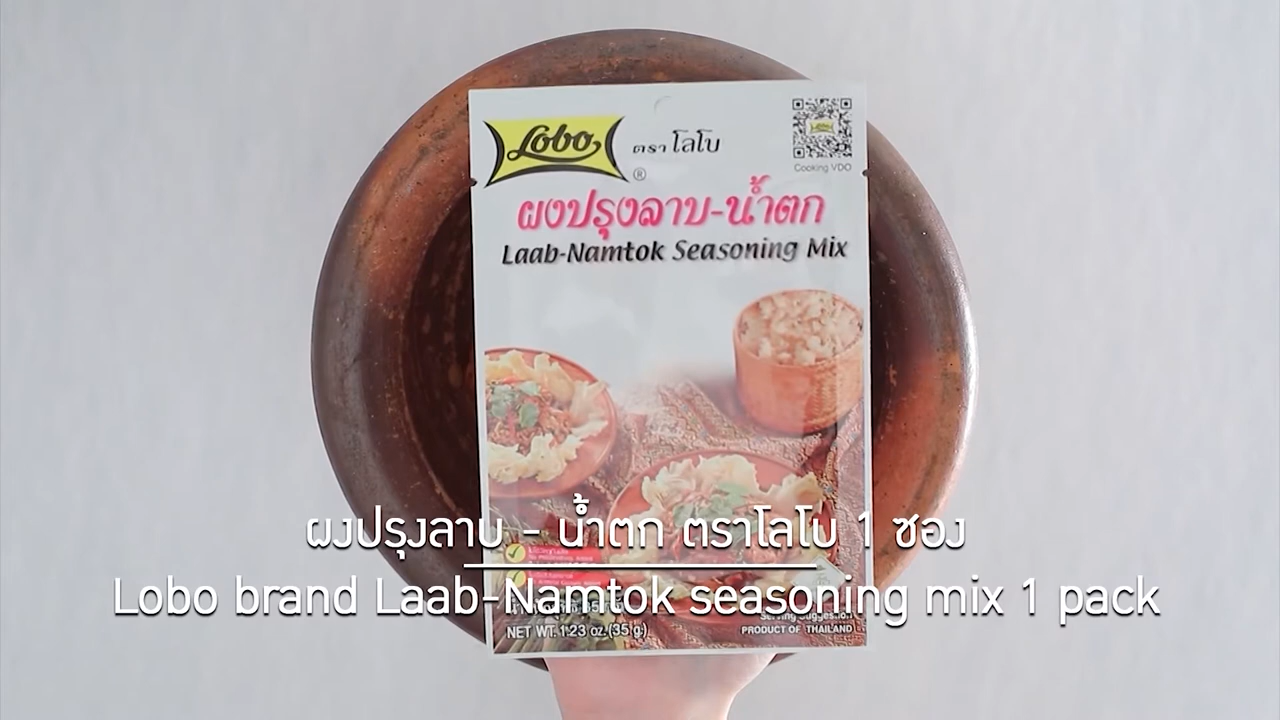 Lobo
®
ตรา โลโบ
Cooking VDO
ผงปรุงลาบ-น้ำตก
Laab-Namtok Seasoning Mix
ผงปรุงลาบ - น้ำตก ตราโลโบ 1 ซอง
Lobo brand Laab-Namtok seasoning mix 1 pack
Serving Suggestion
NET WT. 1.23 oz. (35 g.)
PRODUCT OF THAILAND